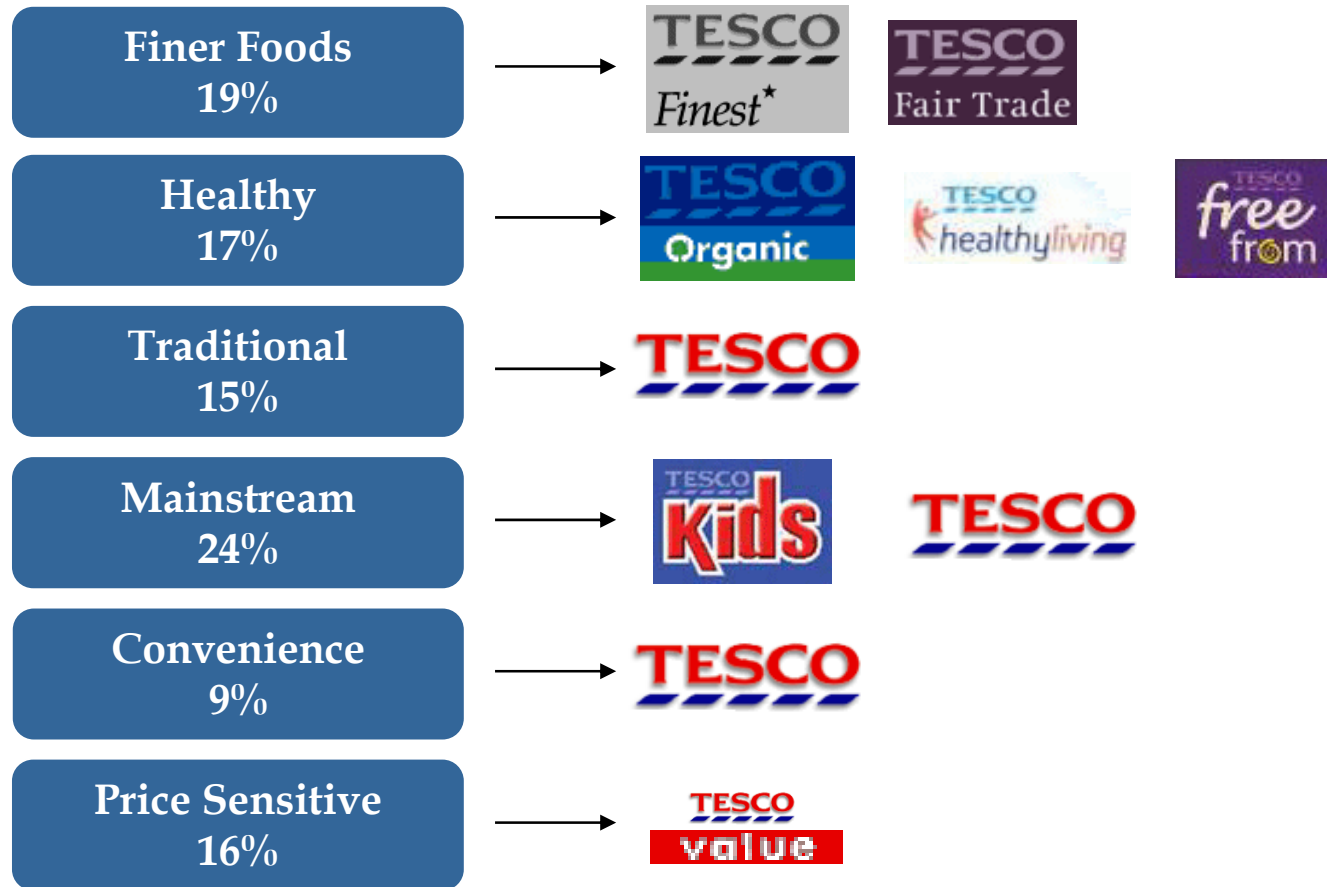 Finer Foods
19%
TESCO
Finest*
TESCO
Fair Trade
Healthy
17%
TESCO
Organic
TESCO
healthyliving
TESCO
free
from
Traditional
15%
TESCO
Mainstream
24%
TESCO
Kids
TESCO
Convenience
9%
TESCO
Price Sensitive
16%
TESCO
value